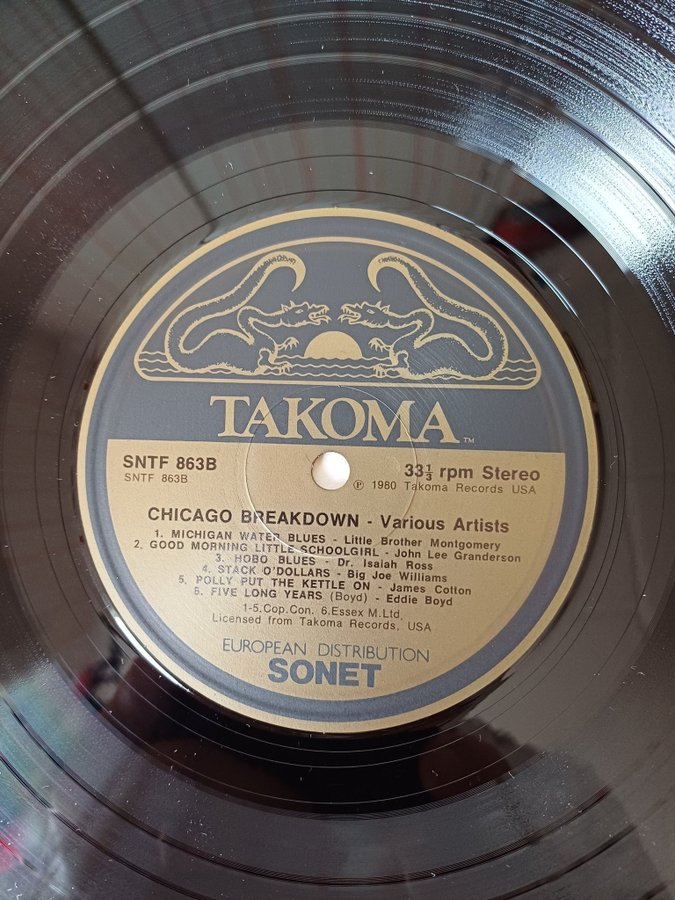 TAKOMA™
SNTF 863B
SNTF 863B
33⅓ rpm Stereo
℗ 1980 Takoma Records USA
CHICAGO BREAKDOWN - Various Artists
1. MICHIGAN WATER BLUES - Little Brother Montgomery
2. GOOD MORNING LITTLE SCHOOLGIRL - John Lee Granderson
3. HOBO BLUES - Dr. Isaiah Ross
4. STACK O'DOLLARS - Big Joe Williams
5. POLLY PUT THE KETTLE ON - James Cotton
6. FIVE LONG YEARS (Boyd) - Eddie Boyd
1-5.Cop.Con. 6.Essex M.Ltd.
Licensed from Takoma Records, USA
EUROPEAN DISTRIBUTION
SONET